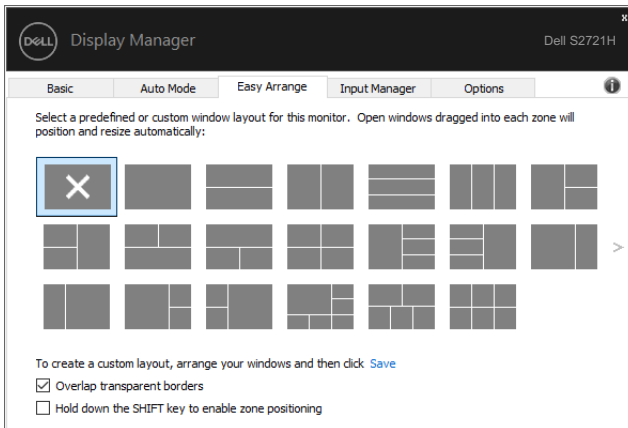 x
DELL Display Manager Dell S2721H
Basic Auto Mode Easy Arrange Input Manager Options i
Select a predefined or custom window layout for this monitor. Open windows dragged into each zone will
position and resize automatically:
>
To create a custom layout, arrange your windows and then click Save
Overlap transparent borders
Hold down the SHIFT key to enable zone positioning